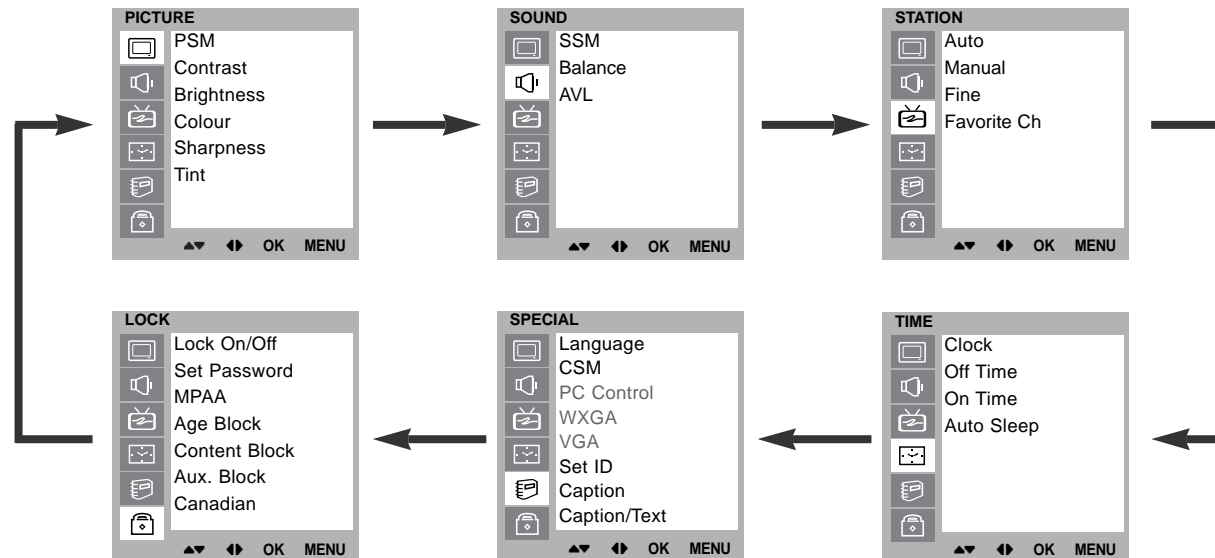 PICTURE
PSM
Contrast
Brightness
Colour
Sharpness
Tint
OK MENU
SOUND
SSM
Balance
AVL
OK MENU
STATION
Auto
Manual
Fine
Favorite Ch
OK MENU
LOCK
Lock On/Off
Set Password
MPAA
Age Block
Content Block
Aux. Block
Canadian
OK MENU
SPECIAL
Language
CSM
PC Control
WXGA
VGA
Set ID
Caption
Caption/Text
OK MENU
TIME
Clock
Off Time
On Time
Auto Sleep
OK MENU